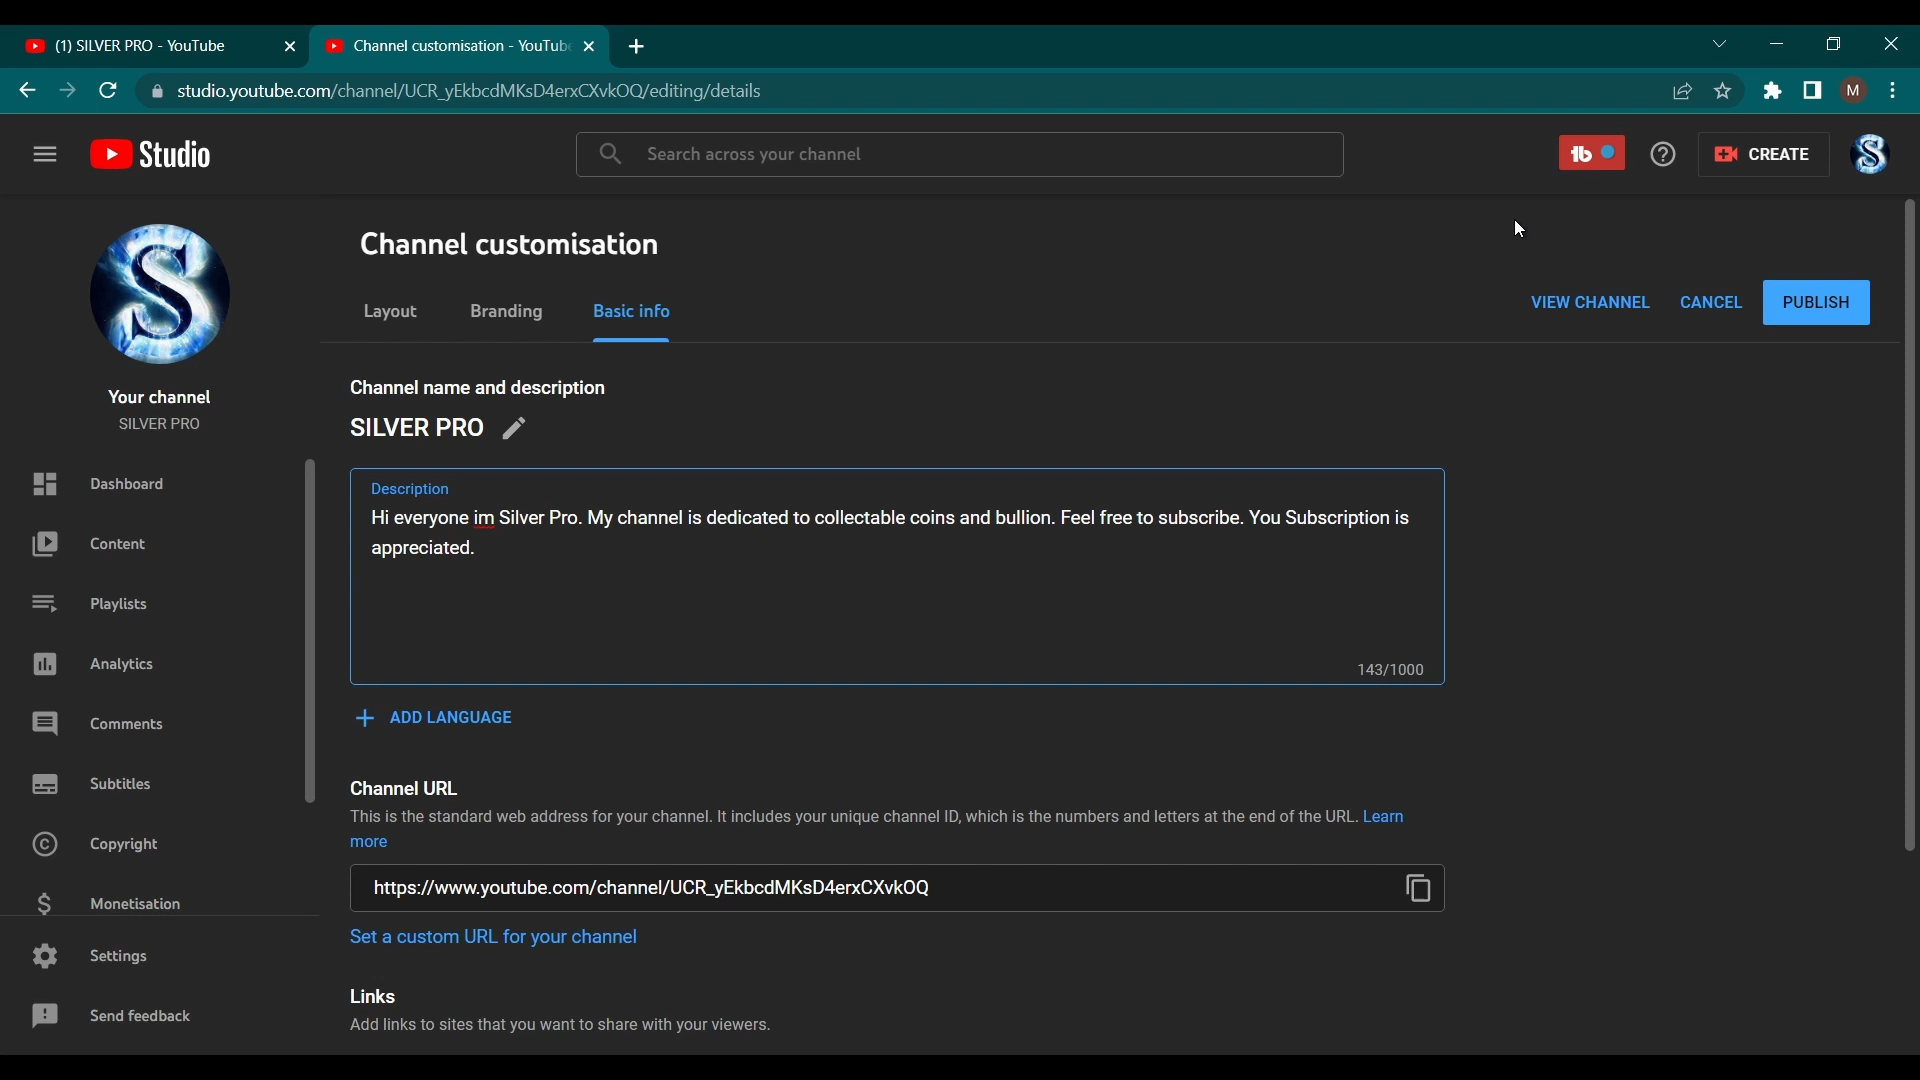 (1) SILVER PRO - YouTube
Channel customisation - YouTub
studio.youtube.com/channel/UCR_yEkbcdMKsD4erxCXvkOQ/editing/details
M
Studio
Search across your channel
tb
CREATE
S
S
Your channel
SILVER PRO
Dashboard
Content
Playlists
Analytics
Comments
Subtitles
Copyright
Monetisation
Settings
Send feedback
Channel customisation
Layout
Branding
Basic info
VIEW CHANNEL
CANCEL
PUBLISH
Channel name and description
SILVER PRO
Description
Hi everyone im Silver Pro. My channel is dedicated to collectable coins and bullion. Feel free to subscribe. You Subscription is
appreciated.
143/1000
+ ADD LANGUAGE
Channel URL
This is the standard web address for your channel. It includes your unique channel ID, which is the numbers and letters at the end of the URL. Learn
more
https://www.youtube.com/channel/UCR_yEkbcdMKsD4erxCXvkOQ
Set a custom URL for your channel
Links
Add links to sites that you want to share with your viewers.